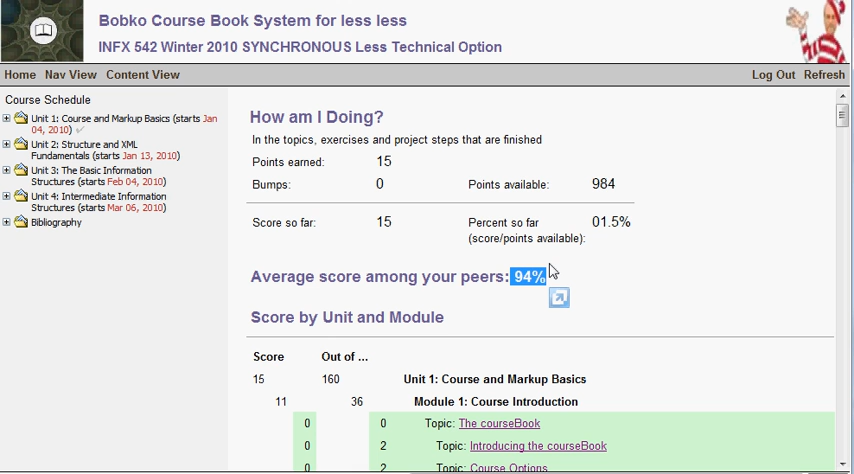 Bobko Course Book System for less less
INFX 542 Winter 2010 SYNCHRONOUS Less Technical Option
Home Nav View Content View Log Out Refresh
Course Schedule
Unit 1: Course and Markup Basics (starts Jan
04, 2010)
Unit 2: Structure and XML
Fundamentals (starts Jan 13, 2010)
Unit 3: The Basic Information
Structures (starts Feb 04, 2010)
Unit 4: Intermediate Information
Structures (starts Mar 06, 2010)
Bibliography
How am I Doing?
In the topics, exercises and project steps that are finished
Points earned: 15
Bumps: 0 Points available: 984
Score so far: 15 Percent so far 01.5%
(score/points available):
Average score among your peers: 94%
Score by Unit and Module
Score Out of ...
15 160 Unit 1: Course and Markup Basics
11 36 Module 1: Course Introduction
0 0 Topic: The courseBook
0 2 Topic: Introducing the courseBook
0 2 Topic: Course Options